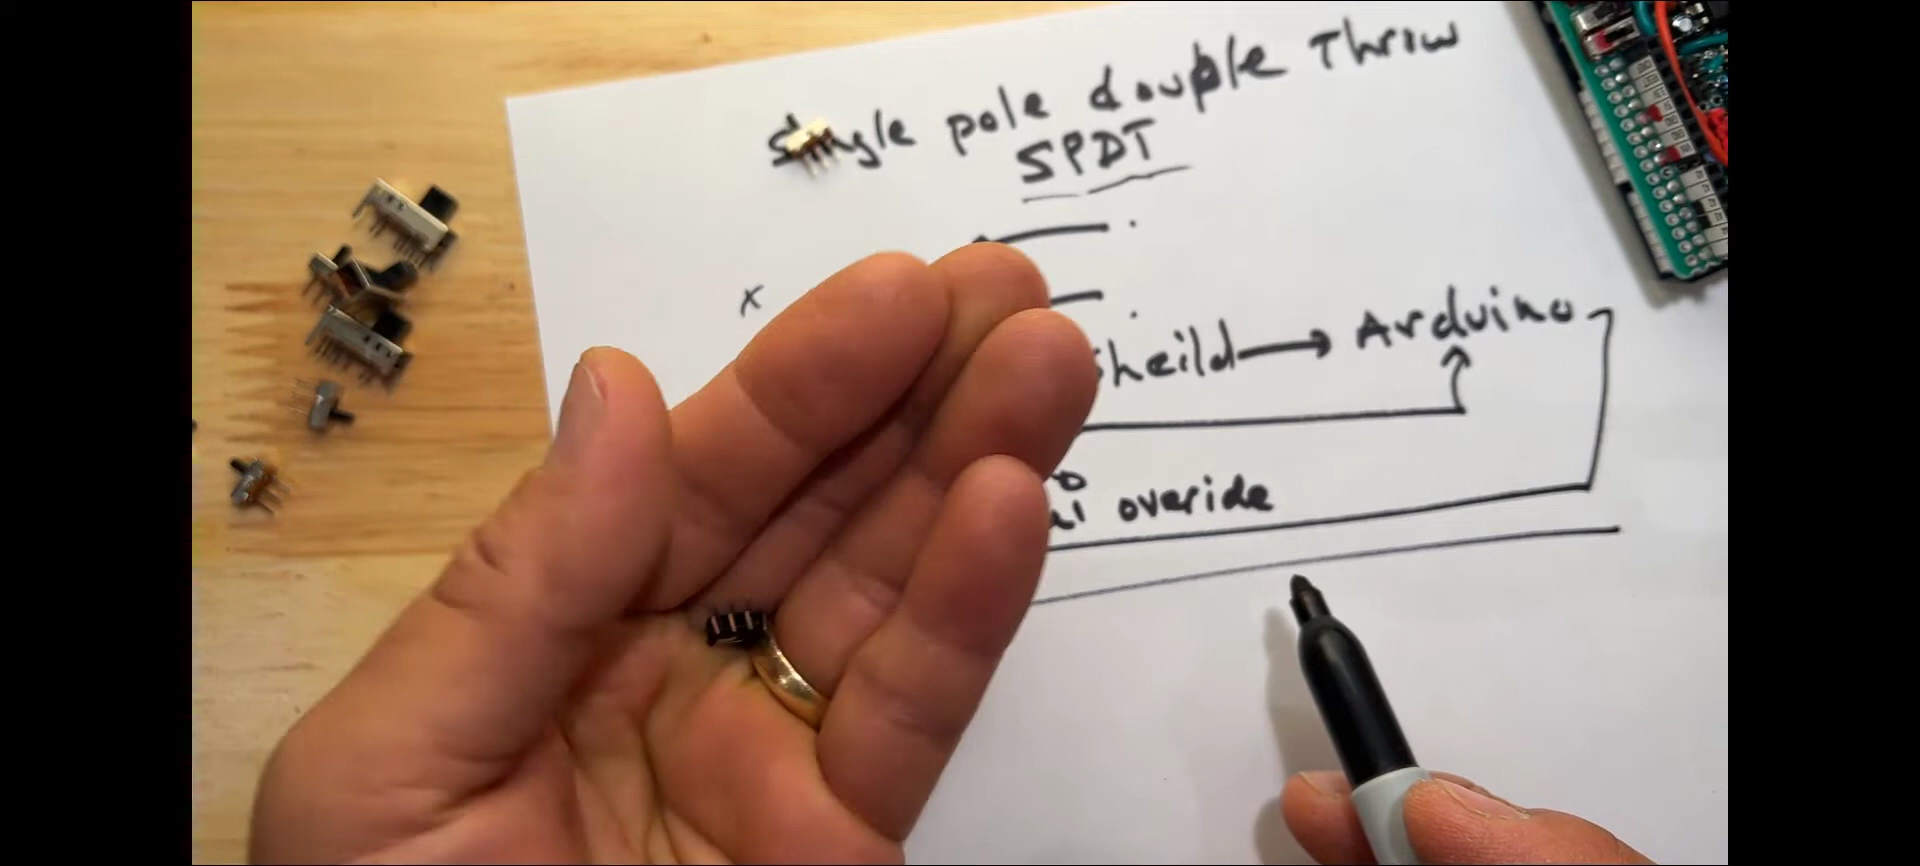 Single pole double Throw
SPDT
x
Sheild → Arduino
overide